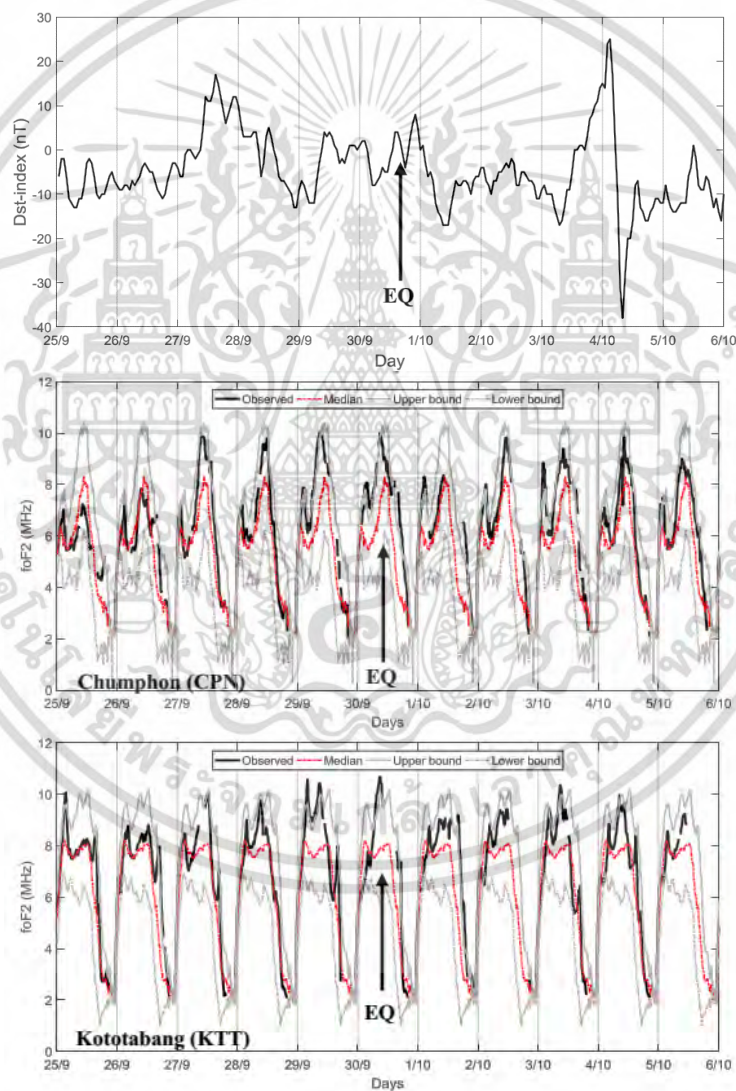 30
20
10
0
-10
-20
-30
-40
Dst-index (nT)
EQ
25/9 26/9 27/9 28/9 29/9 30/9 1/10 2/10 3/10 4/10 5/10 6/10
Day
12
10
8
6
4
2
0
foF2 (MHz)
Observed Median Upper bound Lower bound
EQ
Chumphon (CPN)
25/9 26/9 27/9 28/9 29/9 30/9 1/10 2/10 3/10 4/10 5/10 6/10
Days
12
10
8
6
4
2
0
foF2 (MHz)
Observed Median Upper bound Lower bound
EQ
Kototabang (KTT)
25/9 26/9 27/9 28/9 29/9 30/9 1/10 2/10 3/10 4/10 5/10 6/10
Days